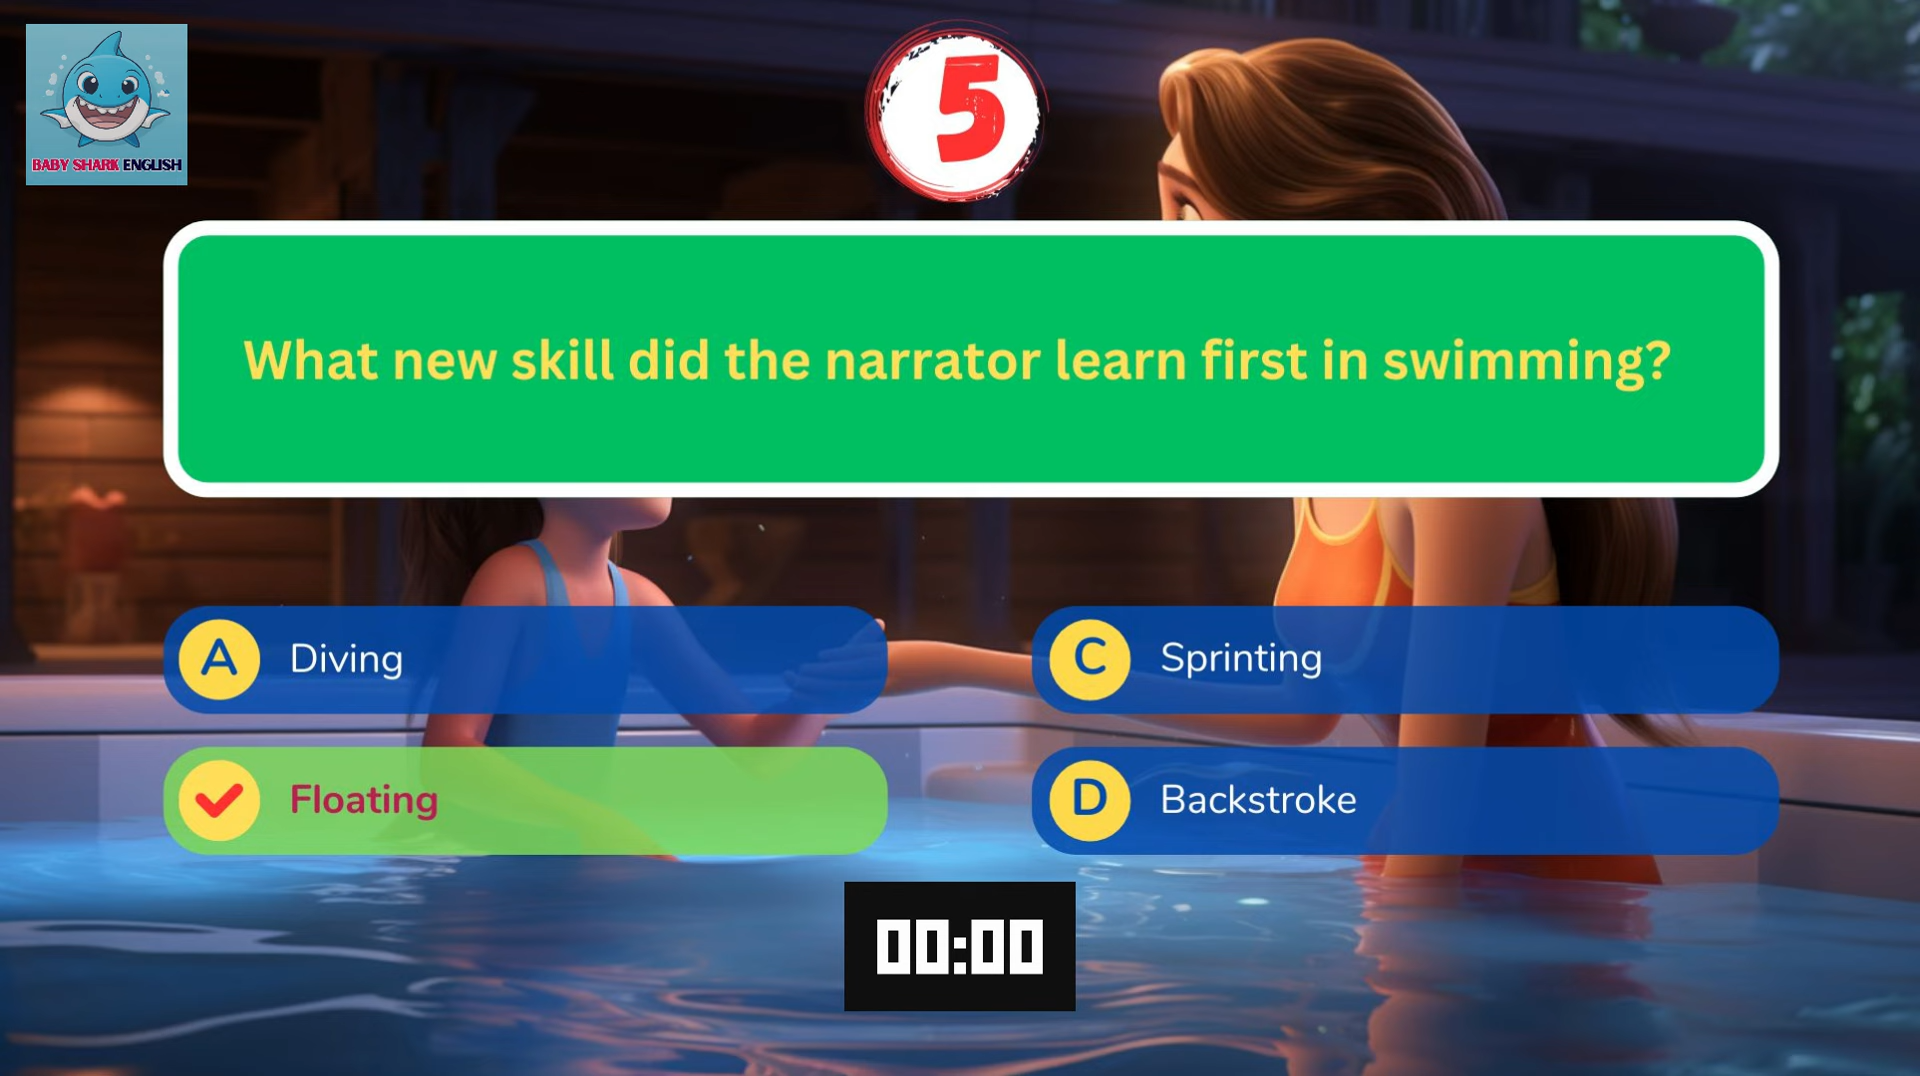 BABY SHARK ENGLISH
5
What new skill did the narrator learn first in swimming?
A Diving
Floating
C Sprinting
D Backstroke
00:00